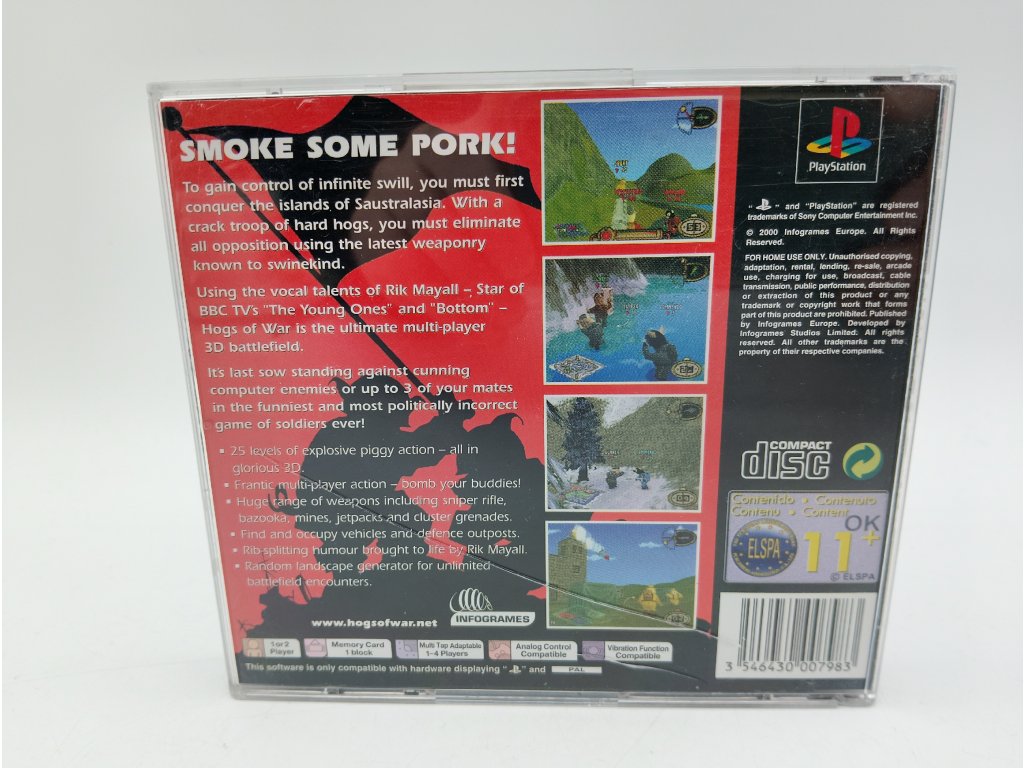 SMOKE SOME PORK!
To gain control of infinite swill, you must first
conquer the islands of Saustralasia. With a
crack troop of hard hogs, you must eliminate
all opposition using the latest weaponry
known to swinekind.
Using the vocal talents of Rik Mayall – Star of
BBC TV's "The Young Ones" and "Bottom" –
Hogs of War is the ultimate multi-player
3D battlefield.
It's last sow standing against cunning
computer enemies or up to 3 of your mates
in the funniest and most politically incorrect
game of soldiers ever!
▪ 25 levels of explosive piggy action – all in
glorious 3D.
▪ Frantic multi-player action – bomb your buddies!
▪ Huge range of weapons including sniper rifle,
bazooka, mines, jetpacks and cluster grenades.
▪ Find and occupy vehicles and defence outposts.
▪ Rib-splitting humour brought to life by Rik Mayall.
▪ Random landscape generator for unlimited
battlefield encounters.
www.hogsofwar.net
INFOGRAMES
1 or 2
Player
Memory Card
1 block
Multi Tap Adaptable
1–4 Players
Analog Control
Compatible
Vibration Function
Compatible
This software is only compatible with hardware displaying " " and PAL
PlayStation
" " and "PlayStation" are registered
trademarks of Sony Computer Entertainment Inc.
© 2000 Infogrames Europe. All Rights
Reserved.
FOR HOME USE ONLY. Unauthorised copying,
adaptation, rental, lending, re-sale, arcade
use, charging for use, broadcast, cable
transmission, public performance, distribution
or extraction of this product or any
trademark or copyright work that forms
part of this product are prohibited. Published
by Infogrames Europe. Developed by
Infogrames Studios Limited. All rights
reserved. All other trademarks are the
property of their respective companies.
COMPACT
disc
Contenido • Contenuto
Contenu • Content
ELSPA
11+
OK
© ELSPA
3 546430 007983